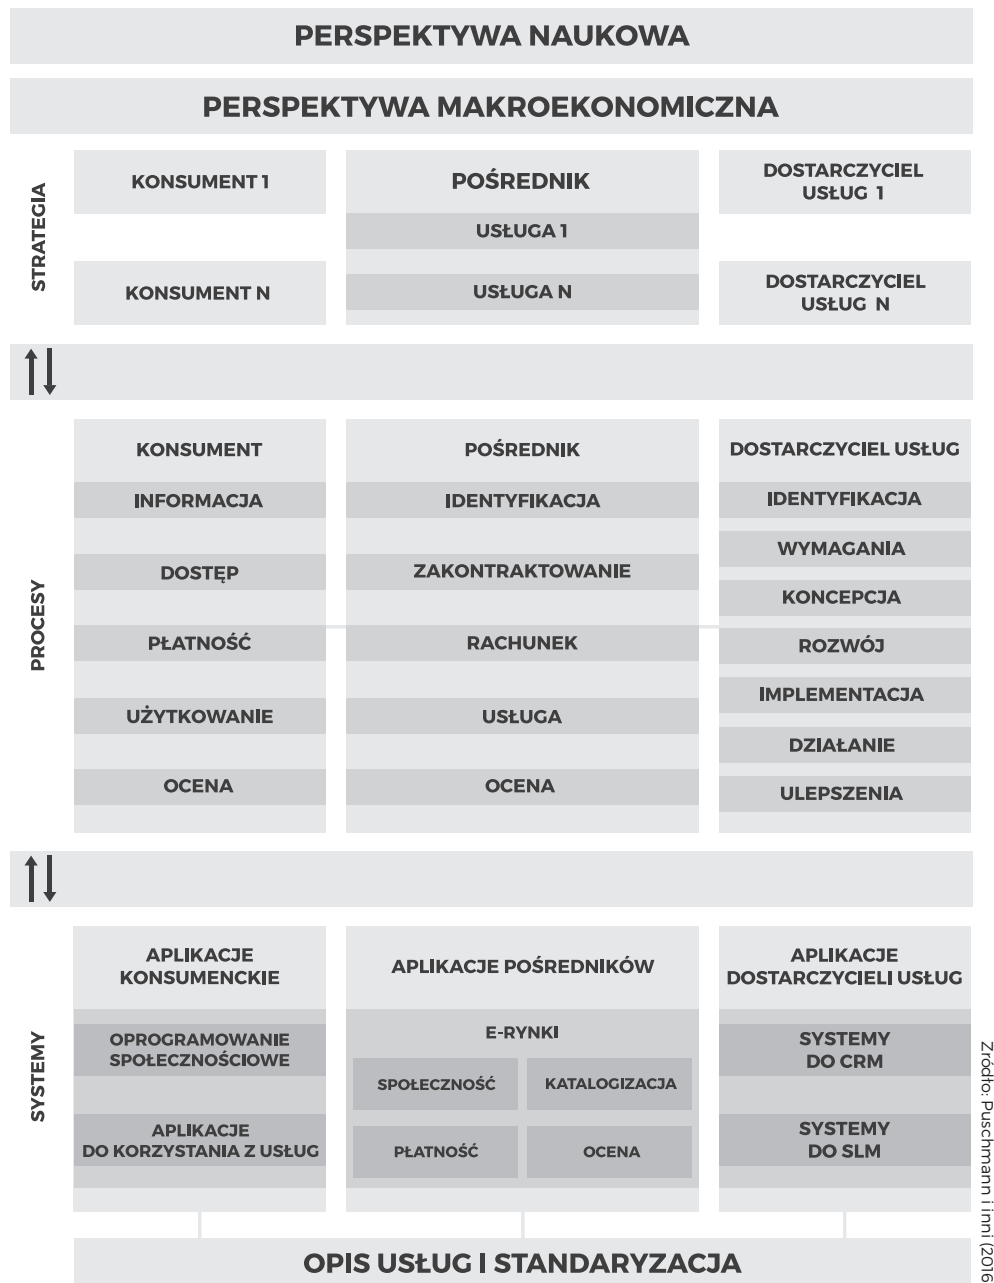 PERSPEKTYWA NAUKOWA
PERSPEKTYWA MAKROEKONOMICZNA
STRATEGIA
KONSUMENT 1
KONSUMENT N
POŚREDNIK
USŁUGA 1
USŁUGA N
DOSTARCZYCIEL
USŁUG 1
DOSTARCZYCIEL
USŁUG N
PROCESY
KONSUMENT
INFORMACJA
DOSTĘP
PŁATNOŚĆ
UŻYTKOWANIE
OCENA
POŚREDNIK
IDENTYFIKACJA
ZAKONTRAKTOWANIE
RACHUNEK
USŁUGA
OCENA
DOSTARCZYCIEL USŁUG
IDENTYFIKACJA
WYMAGANIA
KONCEPCJA
ROZWÓJ
IMPLEMENTACJA
DZIAŁANIE
ULEPSZENIA
SYSTEMY
APLIKACJE
KONSUMENCKIE
OPROGRAMOWANIE
SPOŁECZNOŚCIOWE
APLIKACJE
DO KORZYSTANIA Z USŁUG
APLIKACJE POŚREDNIKÓW
E-RYNKI
SPOŁECZNOŚĆ
KATALOGIZACJA
PŁATNOŚĆ
OCENA
APLIKACJE
DOSTARCZYCIELI USŁUG
SYSTEMY
DO CRM
SYSTEMY
DO SLM
OPIS USŁUG I STANDARYZACJA
Zródło: Puschmann i inni (2016